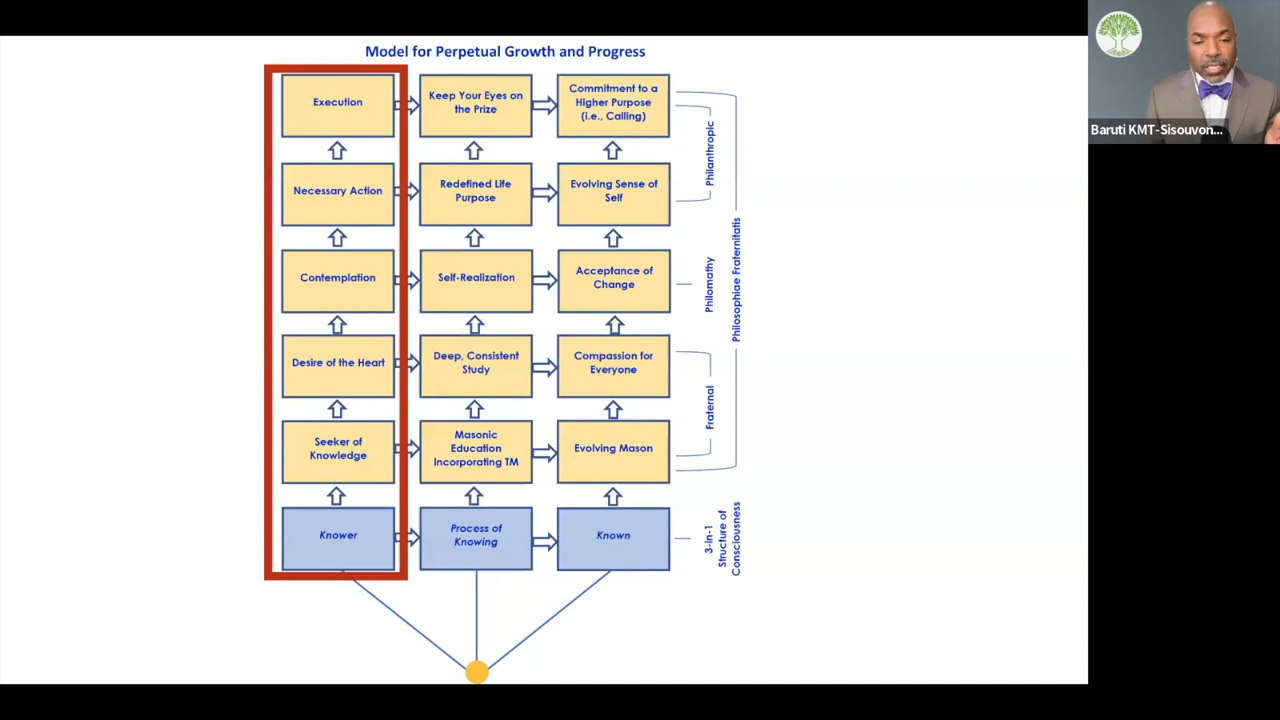 Model for Perpetual Growth and Progress
Execution
Keep Your Eyes on
the Prize
Commitment to a
Higher Purpose
(i.e., Calling)
Necessary Action
Redefined Life
Purpose
Evolving Sense of
Self
Philanthropic
Contemplation
Self-Realization
Acceptance of
Change
Philomathy
Philosophiae Fraternitatis
Desire of the Heart
Deep, Consistent
Study
Compassion for
Everyone
Fraternal
Seeker of
Knowledge
Masonic
Education
Incorporating TM
Evolving Mason
Knower
Process of
Knowing
Known
3-in-1
Structure of
Consciousness
Baruti KMT-Sisouvon...